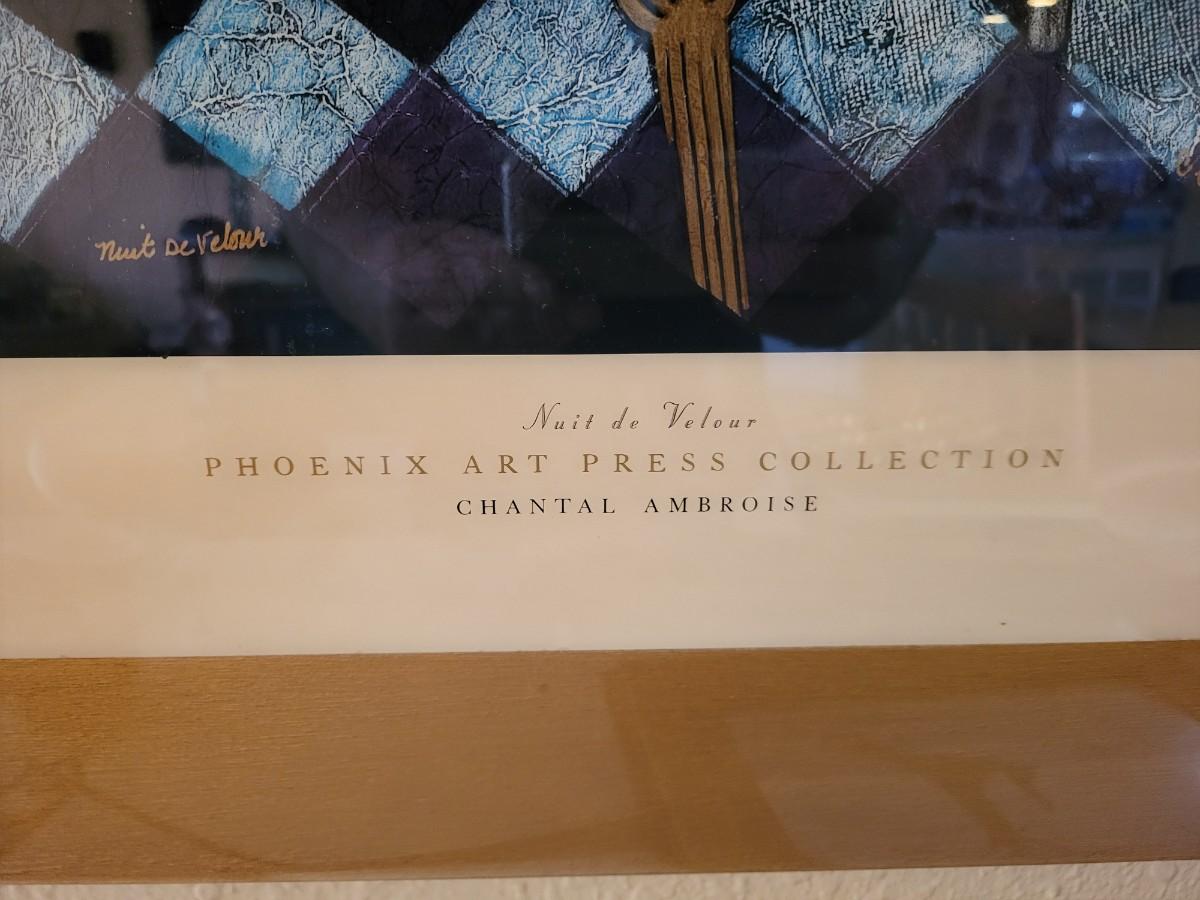 Nuit De Velour
Nuit de Velour
PHOENIX ART PRESS COLLECTION
CHANTAL AMBROISE